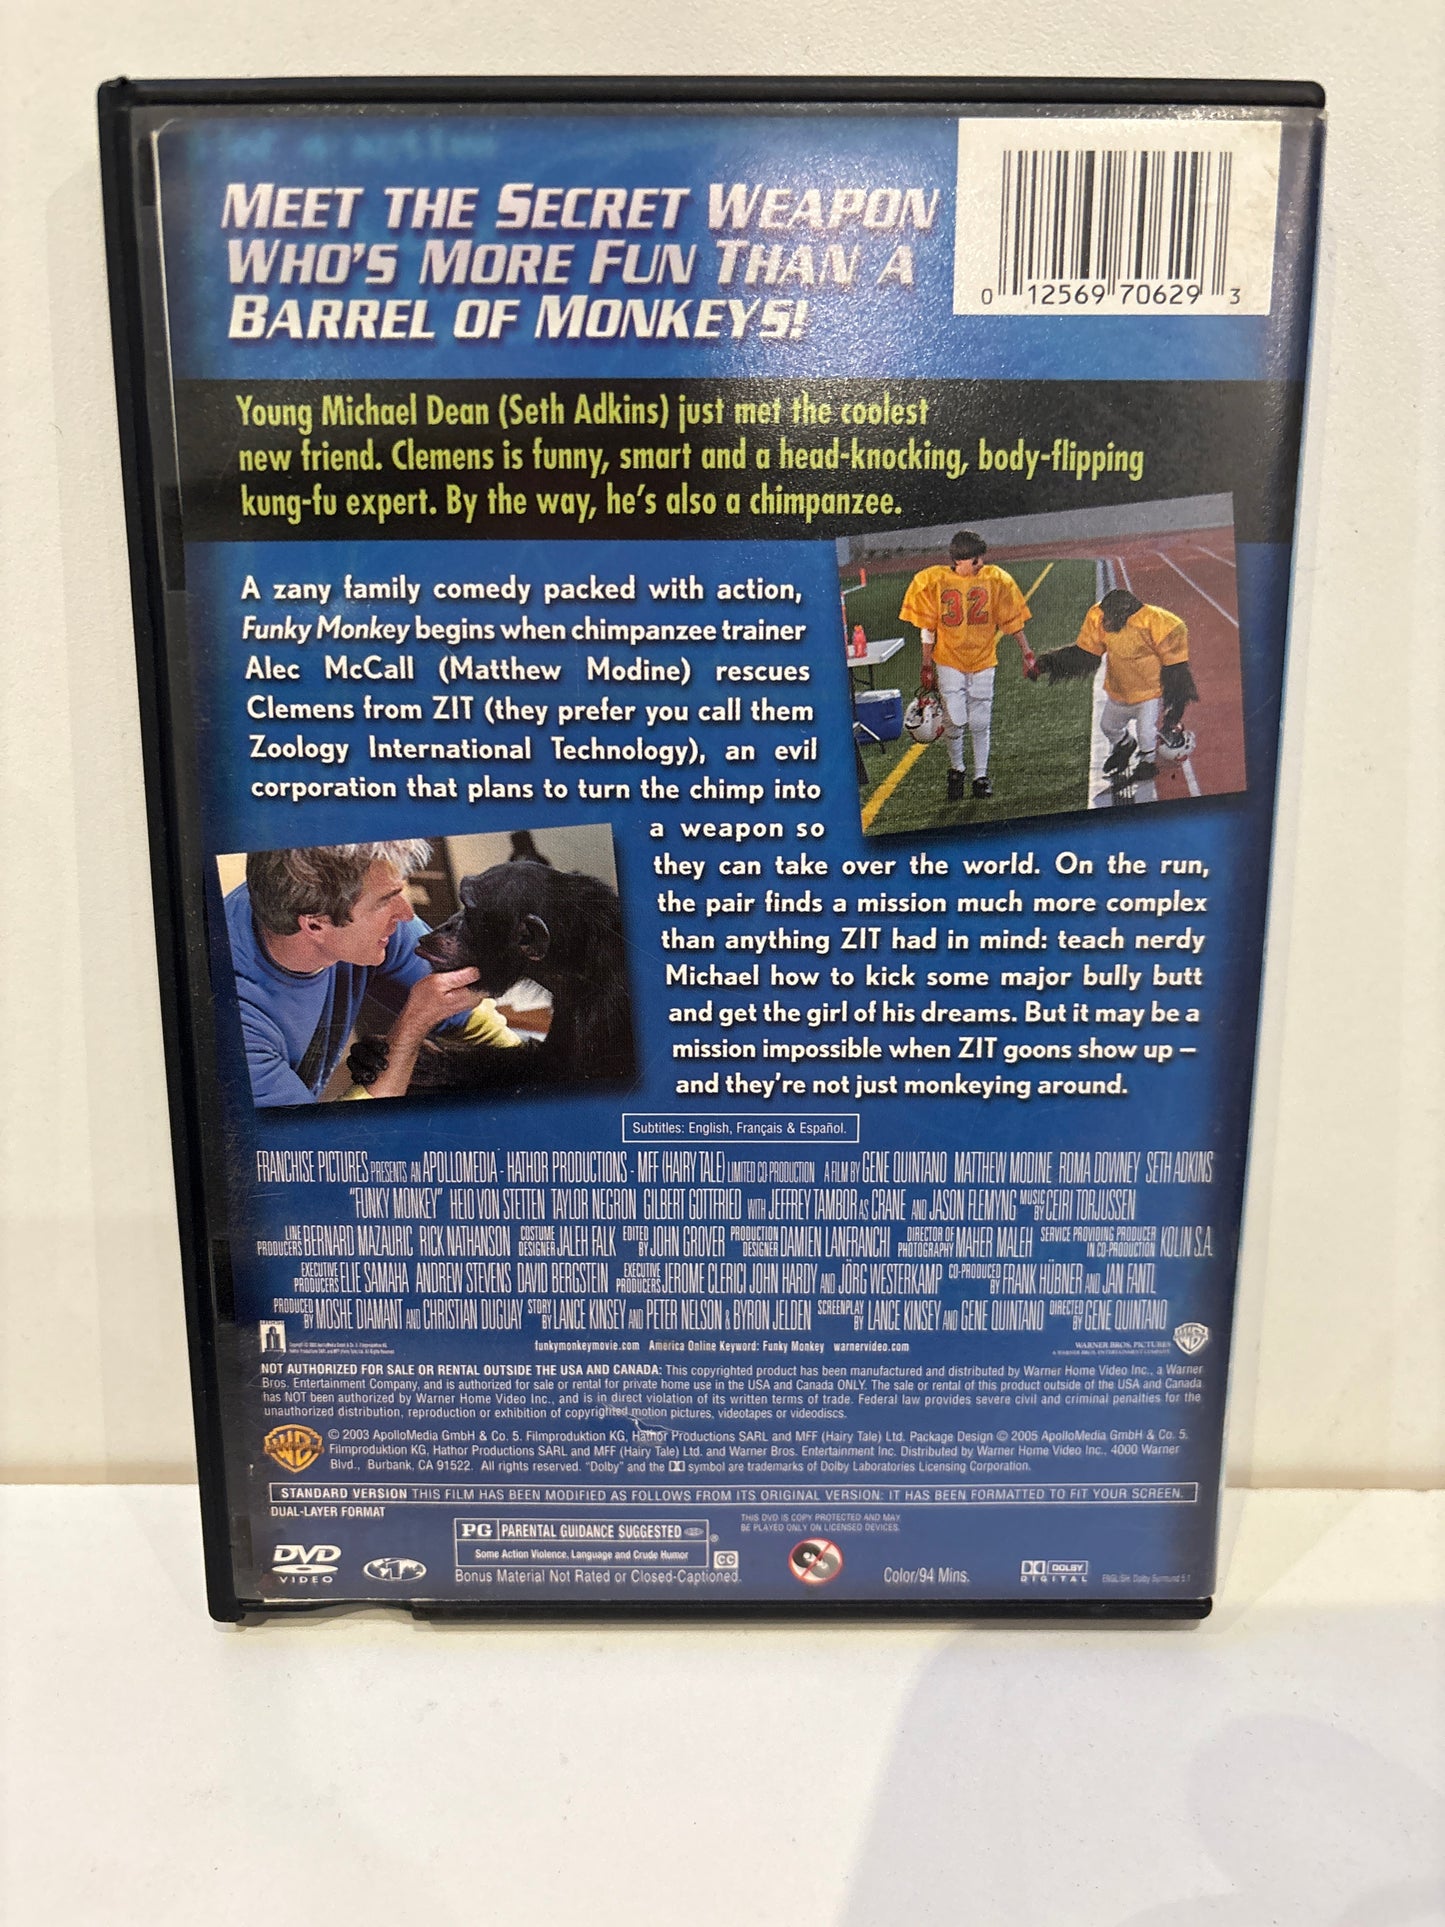 MEET THE SECRET WEAPON
WHO'S MORE FUN THAN A
BARREL OF MONKEYS!
0 12569 70629 3
Young Michael Dean (Seth Adkins) just met the coolest
new friend. Clemens is funny, smart and a head-knocking, body-flipping
kung-fu expert. By the way, he's also a chimpanzee.
32
A zany family comedy packed with action,
Funky Monkey begins when chimpanzee trainer
Alec McCall (Matthew Modine) rescues
Clemens from ZIT (they prefer you call them
Zoology International Technology), an evil
corporation that plans to turn the chimp into
a weapon so
they can take over the world. On the run,
the pair finds a mission much more complex
than anything ZIT had in mind: teach nerdy
Michael how to kick some major bully butt
and get the girl of his dreams. But it may be a
mission impossible when ZIT goons show up –
and they're not just monkeying around.
Subtitles: English, Français & Español.
FRANCHISE PICTURES PRESENTS AN APOLLOMEDIA - HATHOR PRODUCTIONS - MFF (HAIRY TALE) LIMITED CO-PRODUCTION A FILM BY GENE QUINTANO MATTHEW MODINE ROMA DOWNEY SETH ADKINS
"FUNKY MONKEY" HEIO VON STETTEN TAYLOR NEGRON GILBERT GOTTFRIED WITH JEFFREY TAMBOR AS CRANE AND JASON FLEMYNG MUSIC BY CEIRI TORJUSSEN
LINE PRODUCERS BERNARD MAZAURIC RICK NATHANSON COSTUME DESIGNER JALEH FALK EDITED BY JOHN GROVER PRODUCTION DESIGNER DAMIEN LANFRANCHI DIRECTOR OF PHOTOGRAPHY MAHER MALEH SERVICE PROVIDING PRODUCER IN CO-PRODUCTION KOLIN S.A.
EXECUTIVE PRODUCERS ELIE SAMAHA ANDREW STEVENS DAVID BERGSTEIN EXECUTIVE PRODUCERS JEROME CLERICI JOHN HARDY AND JÖRG WESTERKAMP CO-PRODUCED BY FRANK HÜBNER AND JAN FANTL
PRODUCED BY MOSHE DIAMANT AND CHRISTIAN DUGUAY STORY BY LANCE KINSEY AND PETER NELSON & BYRON JELDEN SCREENPLAY BY LANCE KINSEY AND GENE QUINTANO DIRECTED BY GENE QUINTANO
funkymonkeymovie.com America Online Keyword: Funky Monkey warnervideo.com
WARNER BROS. PICTURES
NOT AUTHORIZED FOR SALE OR RENTAL OUTSIDE THE USA AND CANADA: This copyrighted product has been manufactured and distributed by Warner Home Video Inc., a Warner
Bros. Entertainment Company, and is authorized for sale or rental for private home use in the USA and Canada ONLY. The sale or rental of this product outside of the USA and Canada
has NOT been authorized by Warner Home Video Inc., and is in direct violation of its written terms of trade. Federal law provides severe civil and criminal penalties for the
unauthorized distribution, reproduction or exhibition of copyrighted motion pictures, videotapes or videodiscs.
© 2003 ApolloMedia GmbH & Co. 5. Filmproduktion KG, Hathor Productions SARL and MFF (Hairy Tale) Ltd. Package Design © 2005 ApolloMedia GmbH & Co. 5.
Filmproduktion KG, Hathor Productions SARL and MFF (Hairy Tale) Ltd. and Warner Bros. Entertainment Inc. Distributed by Warner Home Video Inc., 4000 Warner
Blvd., Burbank, CA 91522. All rights reserved. "Dolby" and the DD symbol are trademarks of Dolby Laboratories Licensing Corporation.
STANDARD VERSION THIS FILM HAS BEEN MODIFIED AS FOLLOWS FROM ITS ORIGINAL VERSION: IT HAS BEEN FORMATTED TO FIT YOUR SCREEN.
DUAL-LAYER FORMAT
THIS DVD IS COPY PROTECTED AND MAY
BE PLAYED ONLY ON LICENSED DEVICES.
PG PARENTAL GUIDANCE SUGGESTED
Some Action Violence, Language and Crude Humor
CC
Bonus Material Not Rated or Closed-Captioned.
DVD
VIDEO
1
Color/94 Mins.
DOLBY
DIGITAL
ENGLISH: Dolby Surround 5.1